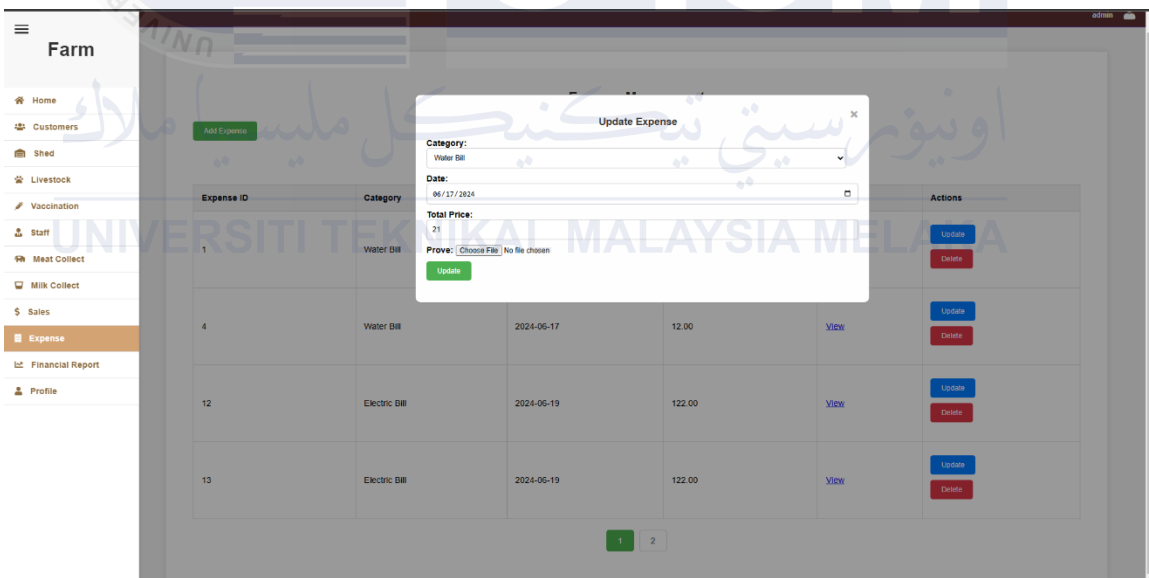 admin
Farm
Home
Customers
Shed
Livestock
Vaccination
Staff
Meat Collect
Milk Collect
$ Sales
Expense
Financial Report
Profile
Add Expense
Update Expense
×
Category:
Water Bill
Date:
06/17/2024
Total Price:
21
Prove: Choose File No file chosen
Update
Expense ID Category Actions
1 Water Bill Update
Delete
4 Water Bill 2024-06-17 12.00 View Update
Delete
12 Electric Bill 2024-06-19 122.00 View Update
Delete
13 Electric Bill 2024-06-19 122.00 View Update
Delete
1 2
اونيۏرسيتي تيكنيكل مليسيا ملاك
UNIVERSITI TEKNIKAL MALAYSIA MELAKA